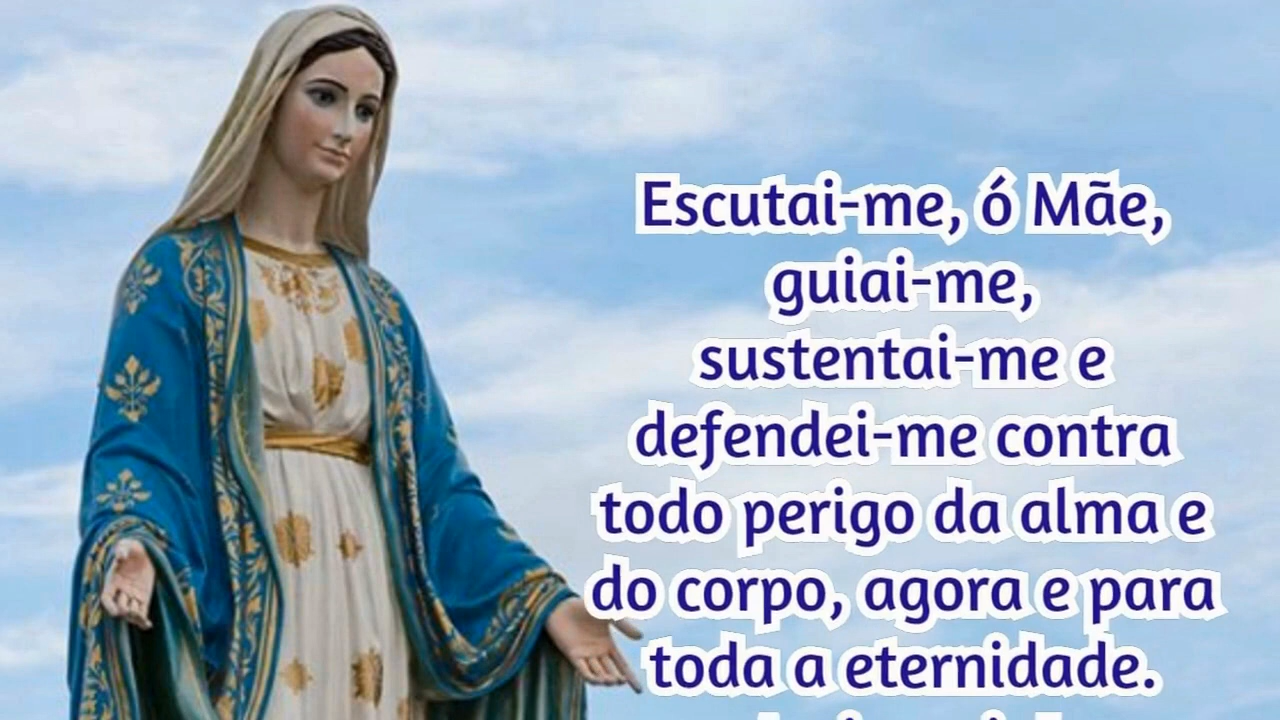 Escutai-me, ó Mãe,
guiai-me,
sustentai-me e
defendei-me contra
todo perigo da alma e
do corpo, agora e para
toda a eternidade.